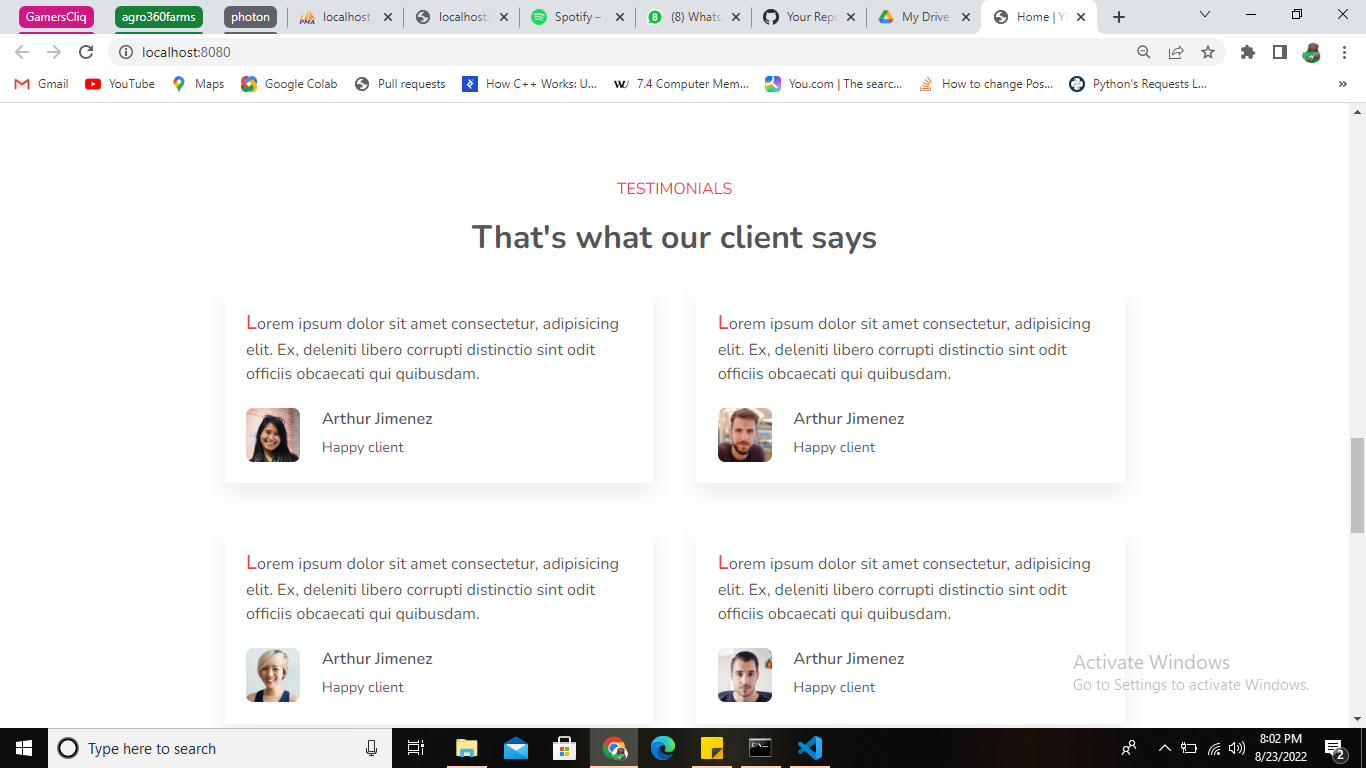 GamersCliq agro360farms photon localhost localhost: Spotify – (8) Whats Your Repo My Drive Home | Y
localhost:8080
Gmail YouTube Maps Google Colab Pull requests How C++ Works: U... 7.4 Computer Mem... You.com | The searc... How to change Pos... Python's Requests L... »
TESTIMONIALS
That's what our client says
Lorem ipsum dolor sit amet consectetur, adipisicing
elit. Ex, deleniti libero corrupti distinctio sint odit
officiis obcaecati qui quibusdam.
Arthur Jimenez
Happy client
Lorem ipsum dolor sit amet consectetur, adipisicing
elit. Ex, deleniti libero corrupti distinctio sint odit
officiis obcaecati qui quibusdam.
Arthur Jimenez
Happy client
Lorem ipsum dolor sit amet consectetur, adipisicing
elit. Ex, deleniti libero corrupti distinctio sint odit
officiis obcaecati qui quibusdam.
Arthur Jimenez
Happy client
Lorem ipsum dolor sit amet consectetur, adipisicing
elit. Ex, deleniti libero corrupti distinctio sint odit
officiis obcaecati qui quibusdam.
Arthur Jimenez
Happy client
Activate Windows
Go to Settings to activate Windows.
Type here to search
8:02 PM
8/23/2022
2